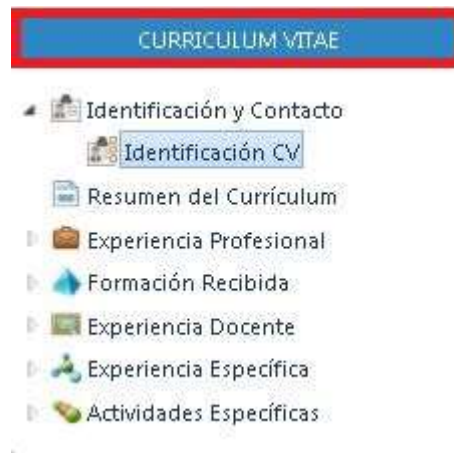 CURRICULUM VITAE
Identificación y Contacto
Identificación CV
Resumen del Currículum
Experiencia Profesional
Formación Recibida
Experiencia Docente
Experiencia Específica
Actividades Específicas